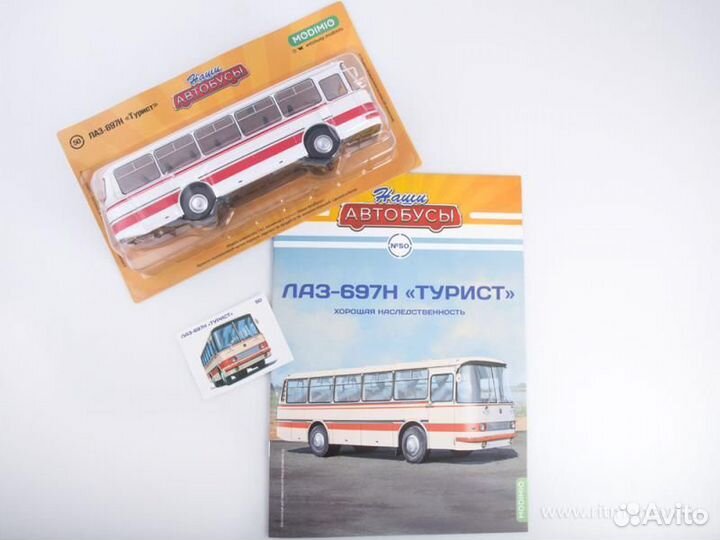 MODIMIO
Наши
АВТОБУСЫ
50
ЛАЗ-697Н «Турист»
Наши
АВТОБУСЫ
№50
ЛАЗ-697Н «ТУРИСТ»
ХОРОШАЯ НАСЛЕДСТВЕННОСТЬ
ЛАЗ-697Н «ТУРИСТ»
50
MODIMIO
Avito